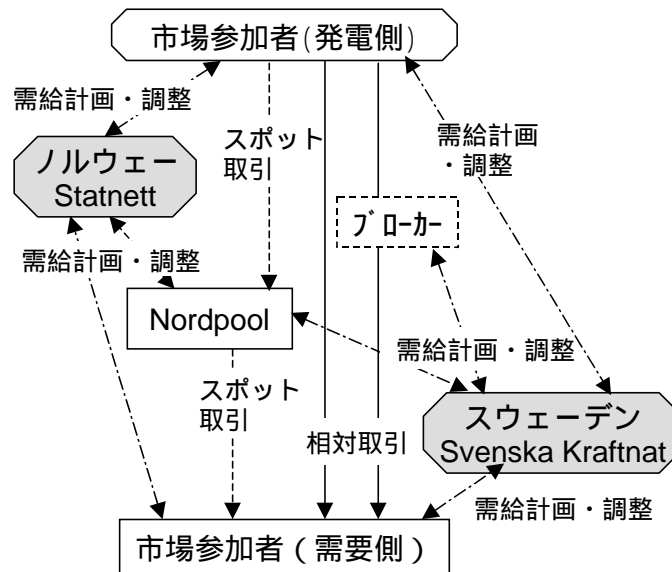 市場参加者(発電側)
需給計画・調整
スポット
取引
需給計画
・調整
ノルウェー
Statnett
ブローカー
需給計画・調整
Nordpool
需給計画・調整
スポット
取引
相対取引
スウェーデン
Svenska Kraftnat
需給計画・調整
市場参加者(需要側)